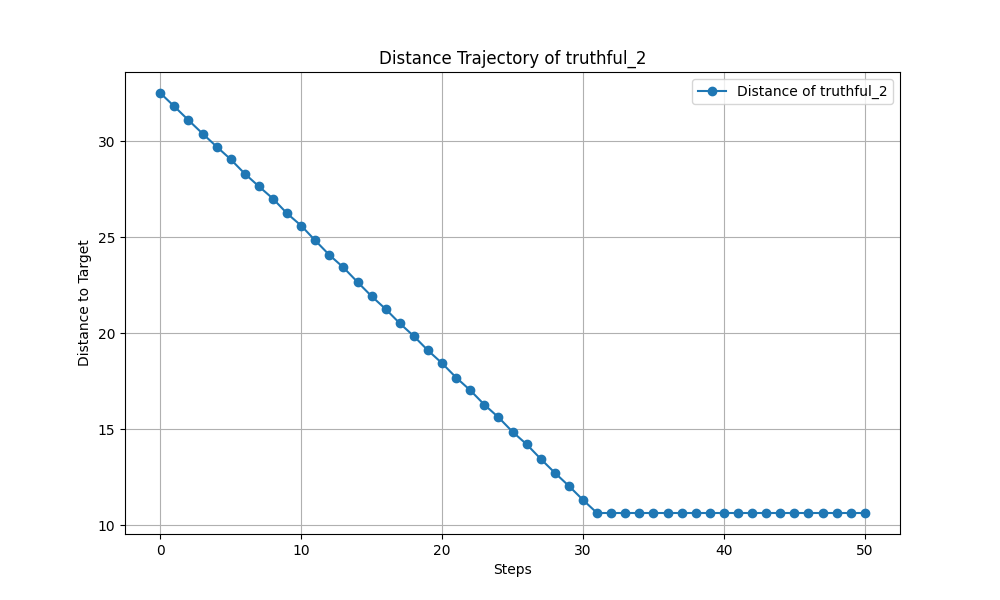 Distance Trajectory of truthful_2
Distance of truthful_2
Distance to Target
30
25
20
15
10
0 10 20 30 40 50
Steps